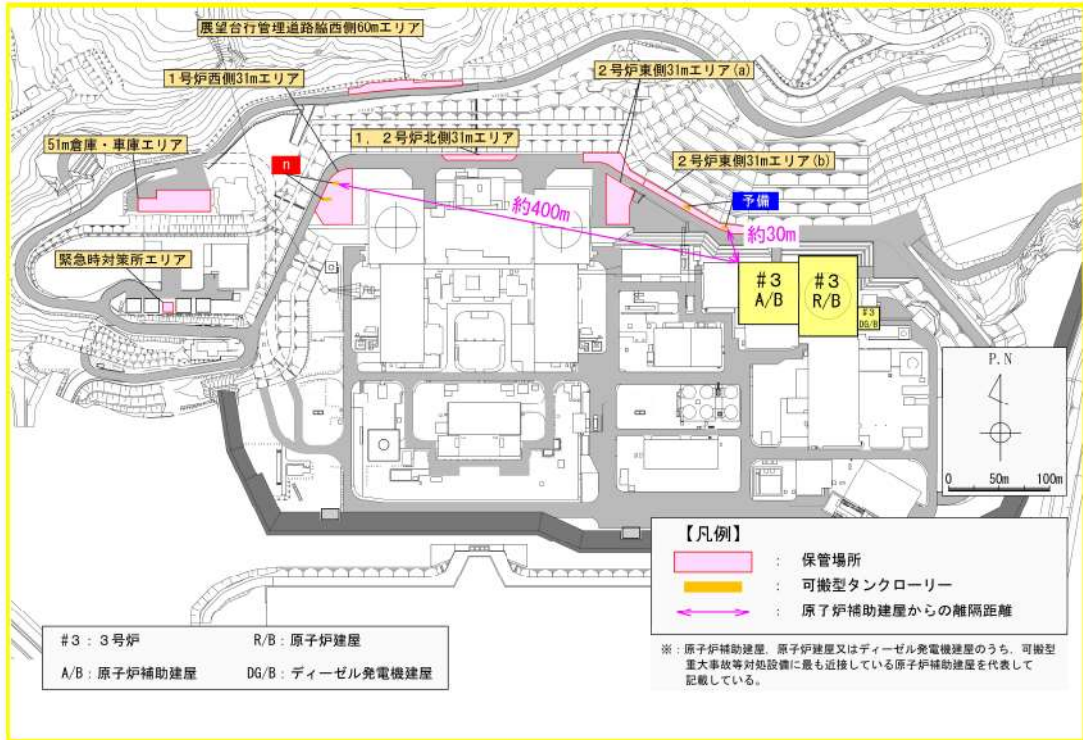 展望台行管理道路脇西側60mエリア
1号炉西側31mエリア
2号炉東側31mエリア(a)
1，2号炉北側31mエリア
51m倉庫・車庫エリア
n
2号炉東側31mエリア(b)
予備
約400m
約30m
緊急時対策所エリア
#3
A/B
#3
R/B
#3
DG/B
P.N
0 50m 100m
【凡例】
： 保管場所
： 可搬型タンクローリー
： 原子炉補助建屋からの離隔距離
#3：3号炉 R/B：原子炉建屋
A/B：原子炉補助建屋 DG/B：ディーゼル発電機建屋
※：原子炉補助建屋，原子炉建屋又はディーゼル発電機建屋のうち，可搬型
重大事故等対処設備に最も近接している原子炉補助建屋を代表して
記載している。